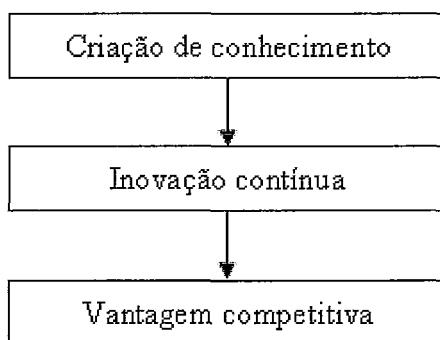 Criação de conhecimento
Inovação contínua
Vantagem competitiva